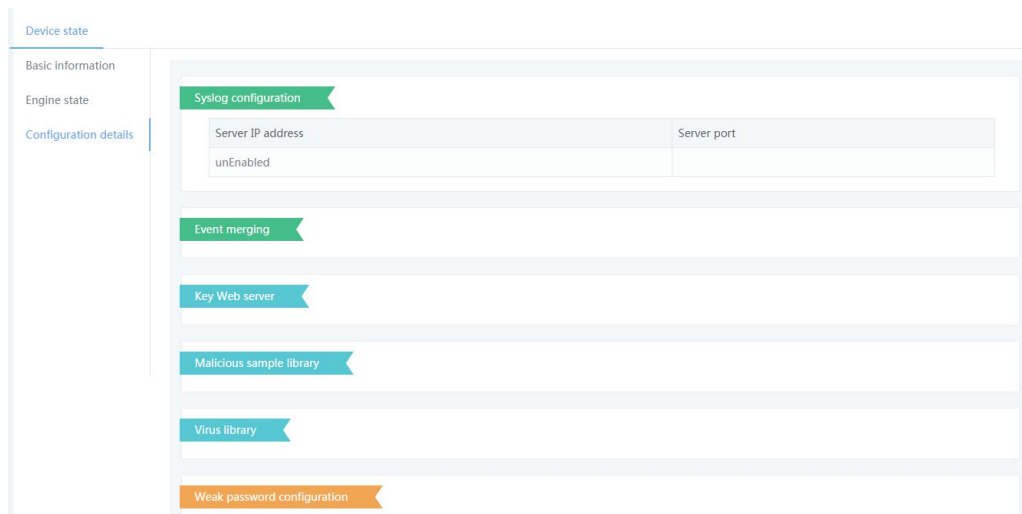 Device state
Basic information
Engine state
Configuration details
Syslog configuration
Server IP address Server port
unEnabled
Event merging
Key Web server
Malicious sample library
Virus library
Weak password configuration